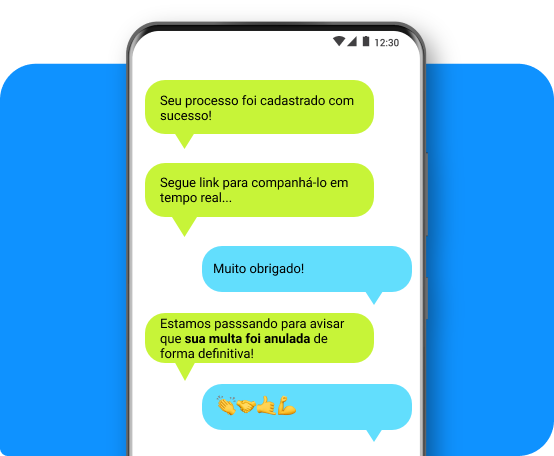 12:30
Seu processo foi cadastrado com
sucesso!
Segue link para companhá-lo em
tempo real...
Muito obrigado!
Estamos passsando para avisar
que sua multa foi anulada de
forma definitiva!
👏🤝🤙💪